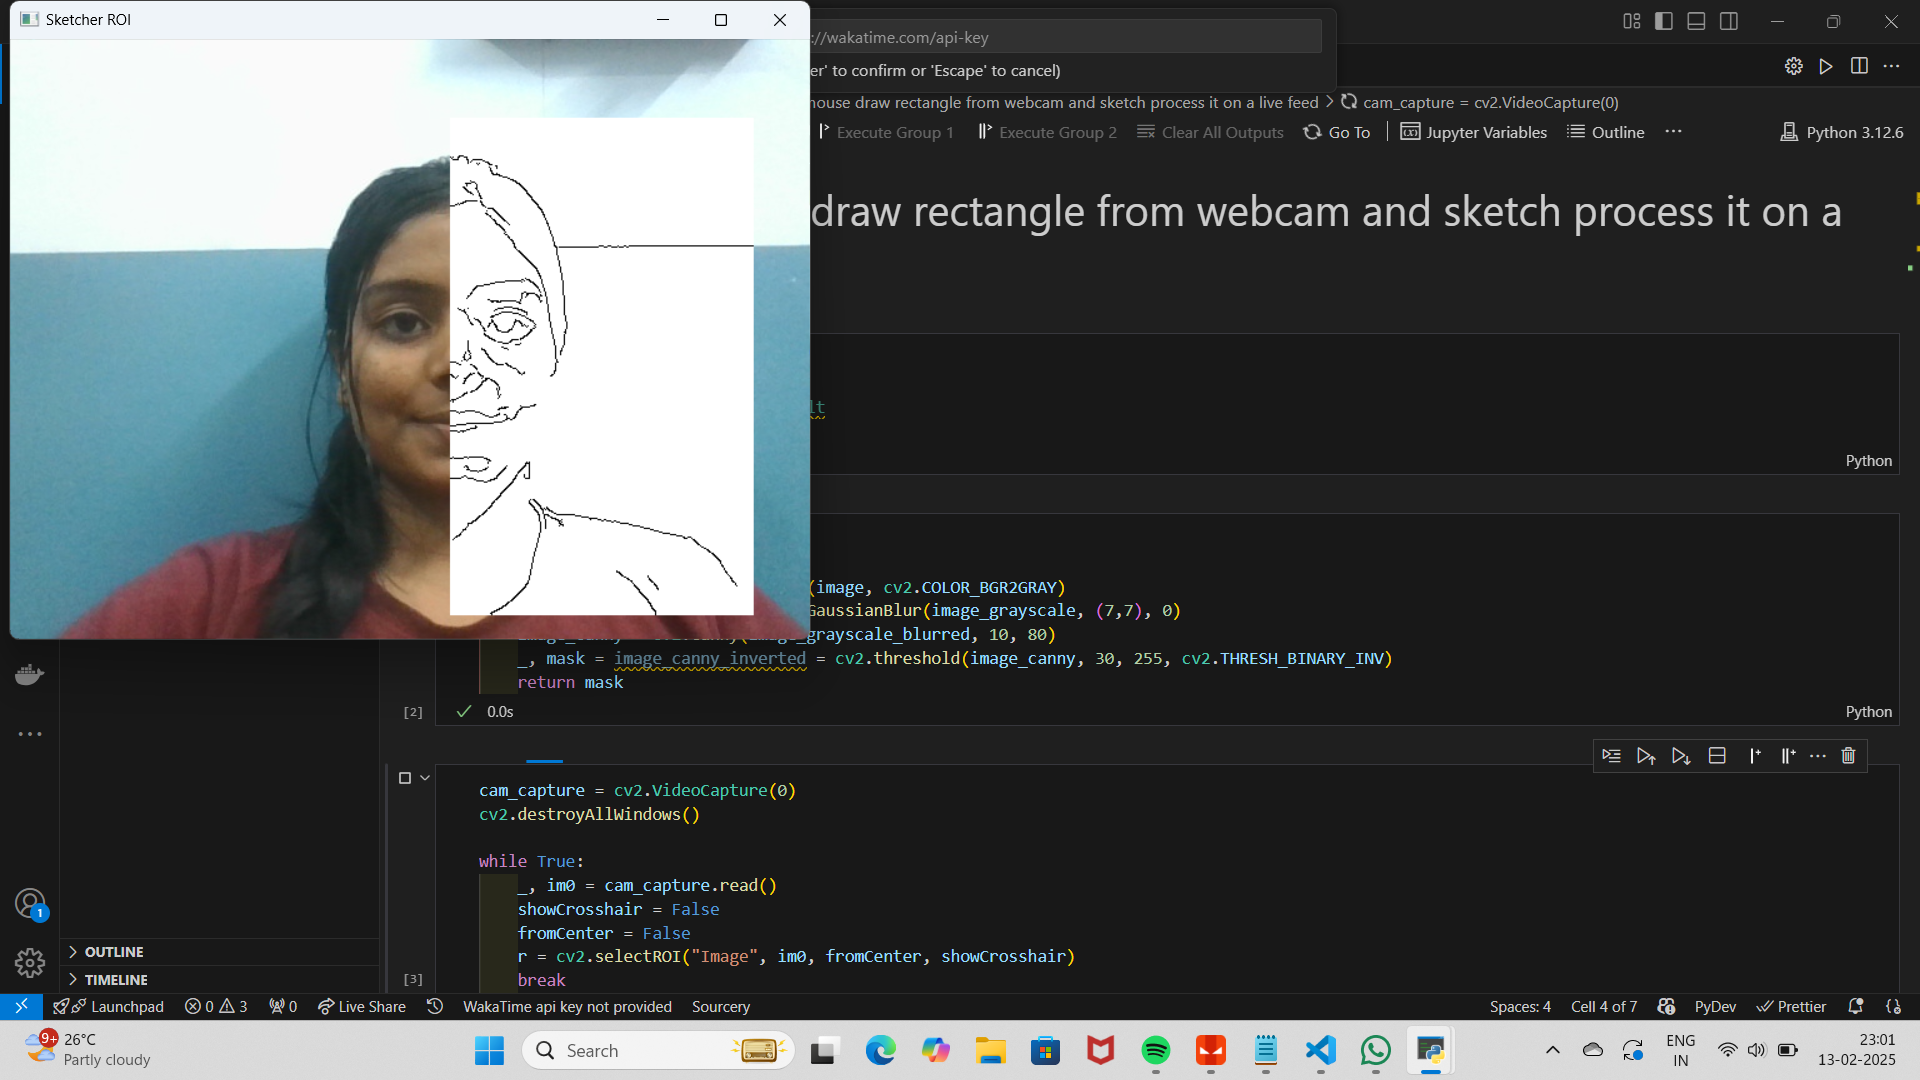 Sketcher ROI
://wakatime.com/api-key
er' to confirm or 'Escape' to cancel)
mouse draw rectangle from webcam and sketch process it on a live feed > cam_capture = cv2.VideoCapture(0)
Execute Group 1 Execute Group 2 Clear All Outputs Go To Jupyter Variables Outline ... Python 3.12.6
draw rectangle from webcam and sketch process it on a
lt
Python
(image, cv2.COLOR_BGR2GRAY)
GaussianBlur(image_grayscale, (7,7), 0)
grayscale_blurred, 10, 80)
_, mask = image_canny_inverted = cv2.threshold(image_canny, 30, 255, cv2.THRESH_BINARY_INV)
return mask
[2] 0.0s Python
cam_capture = cv2.VideoCapture(0)
cv2.destroyAllWindows()
while True:
_, im0 = cam_capture.read()
showCrosshair = False
fromCenter = False
r = cv2.selectROI("Image", im0, fromCenter, showCrosshair)
break
[3]
1
OUTLINE
TIMELINE
Launchpad 0 3 0 Live Share WakaTime api key not provided Sourcery Spaces: 4 Cell 4 of 7 PyDev Prettier
9+ 26°C
Partly cloudy
Search
ENG
IN
23:01
13-02-2025